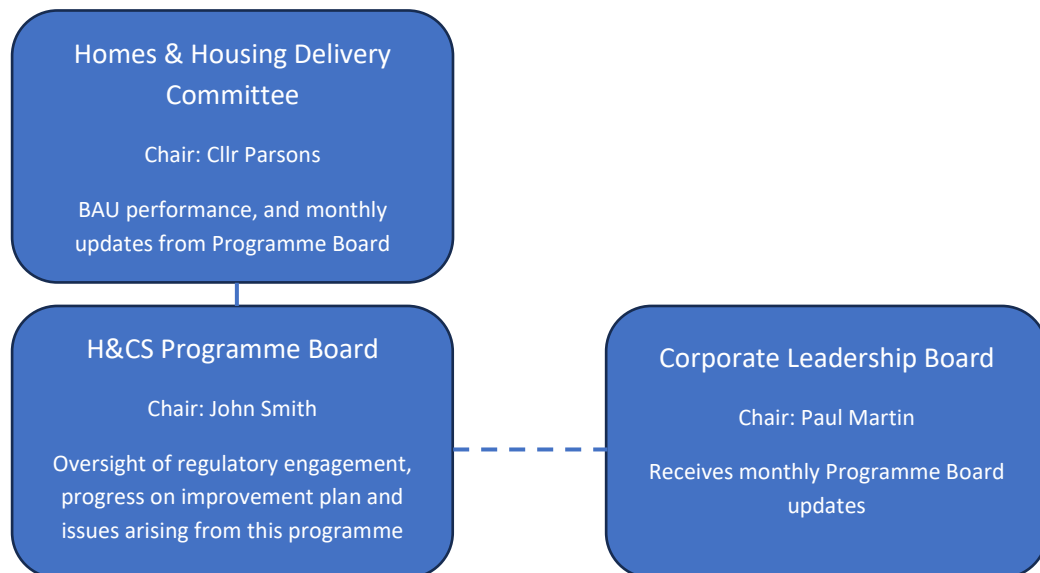 Homes & Housing Delivery
Committee
Chair: Cllr Parsons
BAU performance, and monthly
updates from Programme Board
H&CS Programme Board
Chair: John Smith
Oversight of regulatory engagement,
progress on improvement plan and
issues arising from this programme
Corporate Leadership Board
Chair: Paul Martin
Receives monthly Programme Board
updates